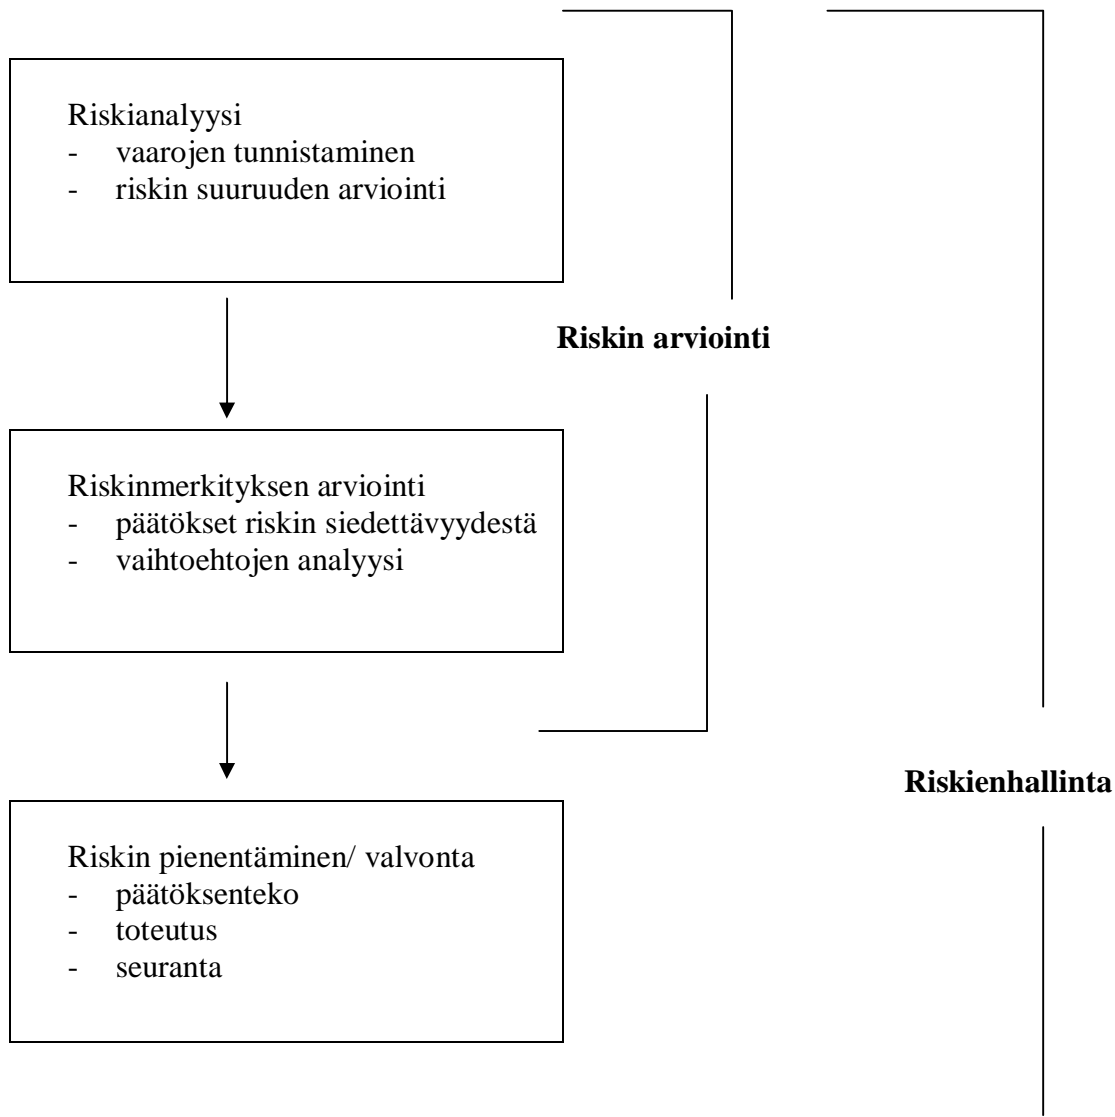 Riskianalyysi
- vaarojen tunnistaminen
- riskin suuruuden arviointi
Riskin arviointi
Riskinmerkityksen arviointi
- päätökset riskin siedettävyydestä
- vaihtoehtojen analyysi
Riskienhallinta
Riskin pienentäminen/ valvonta
- päätöksenteko
- toteutus
- seuranta